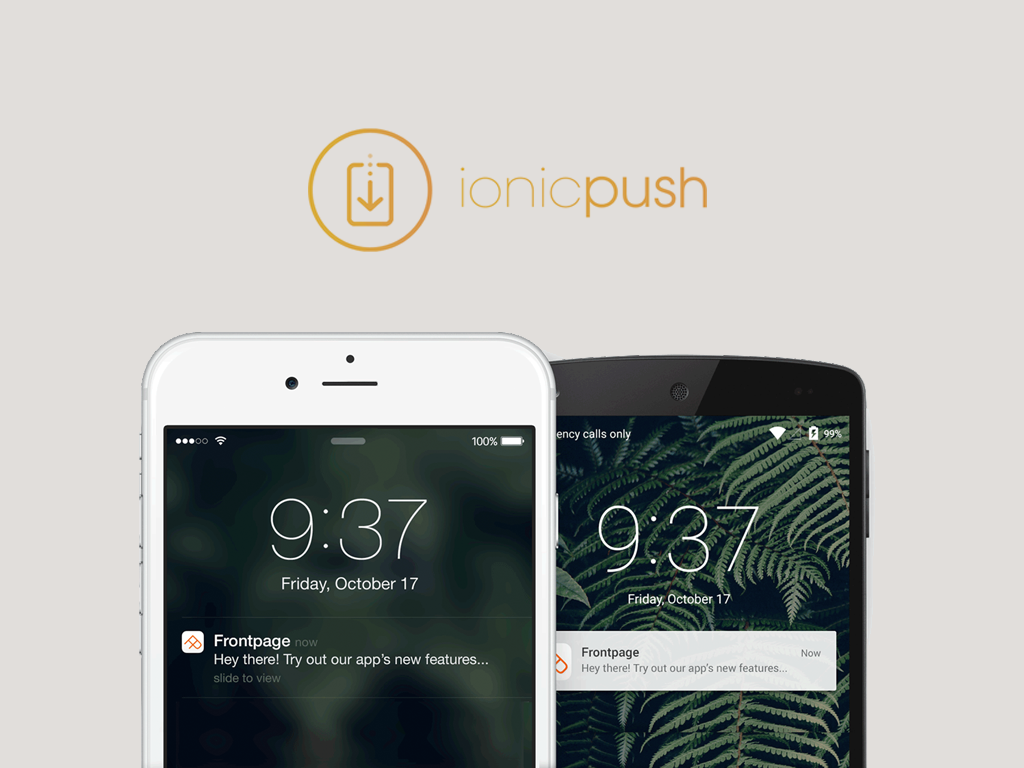 ionicpush
100%
9:37
Friday, October 17
Frontpage now
Hey there! Try out our app's new features...
slide to view
ency calls only
99%
9:37
Friday, October 17
Frontpage Now
Hey there! Try out our app's new features...